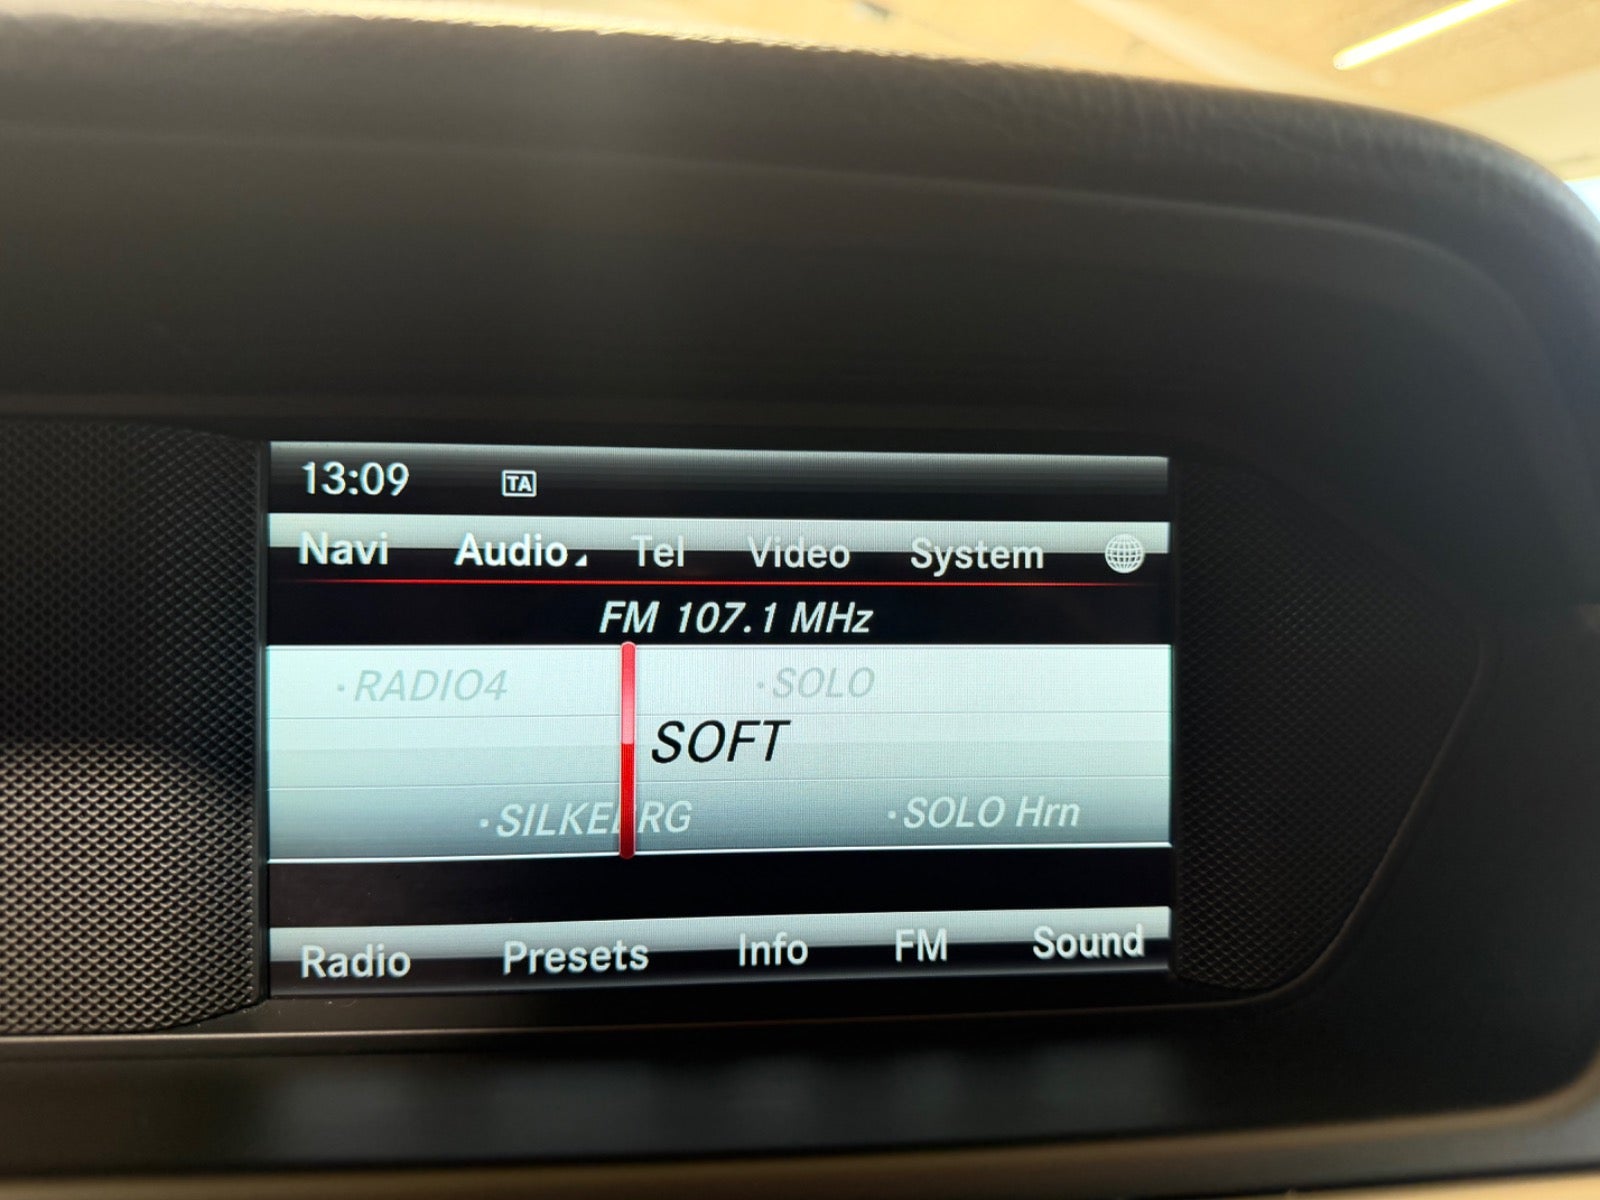 13:09 TA
Navi Audio Tel Video System
FM 107.1 MHz
·RADIO4 ·SOLO
SOFT
·SOLO Hrn
Radio Presets Info FM Sound